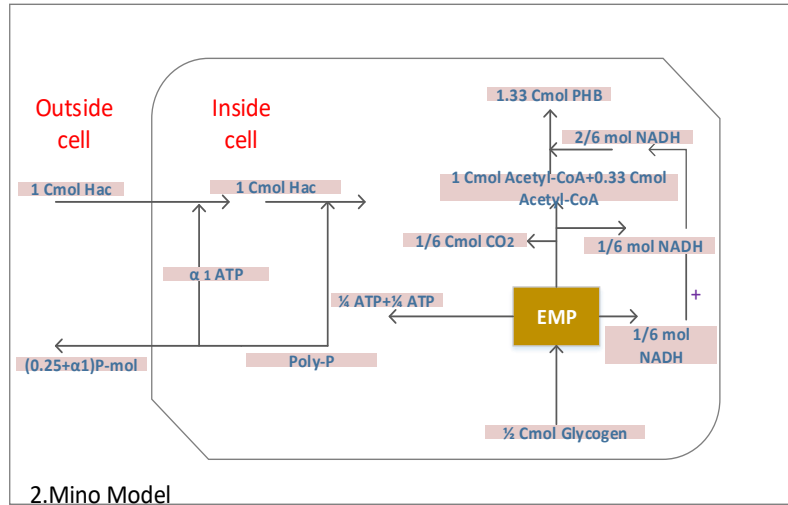 1.33 Cmol PHB
Outside
cell
Inside
cell
2/6 mol NADH
1 Cmol Hac
1 Cmol Hac
1 Cmol Acetyl-CoA+0.33 Cmol
Acetyl-CoA
1/6 Cmol CO2
1/6 mol NADH
α 1 ATP
¼ ATP+¼ ATP
EMP
+
(0.25+α1)P-mol
Poly-P
1/6 mol
NADH
½ Cmol Glycogen
2.Mino Model